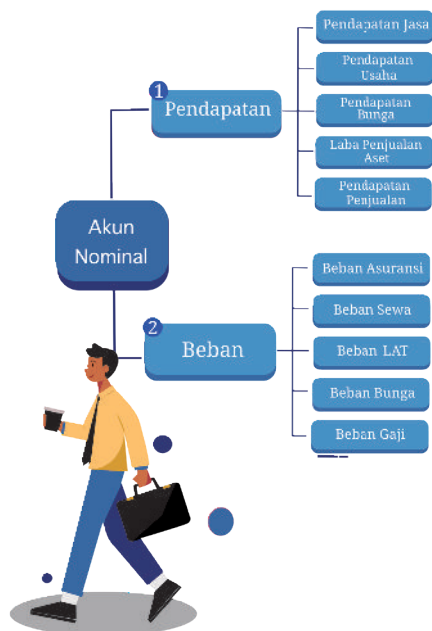 Akun
Nominal
1
Pendapatan
Pendapatan Jasa
Pendapatan
Usaha
Pendapatan
Bunga
Laba Penjualan
Aset
Pendapatan
Penjualan
2
Beban
Beban Asuransi
Beban Sewa
Beban LAT
Beban Bunga
Beban Gaji